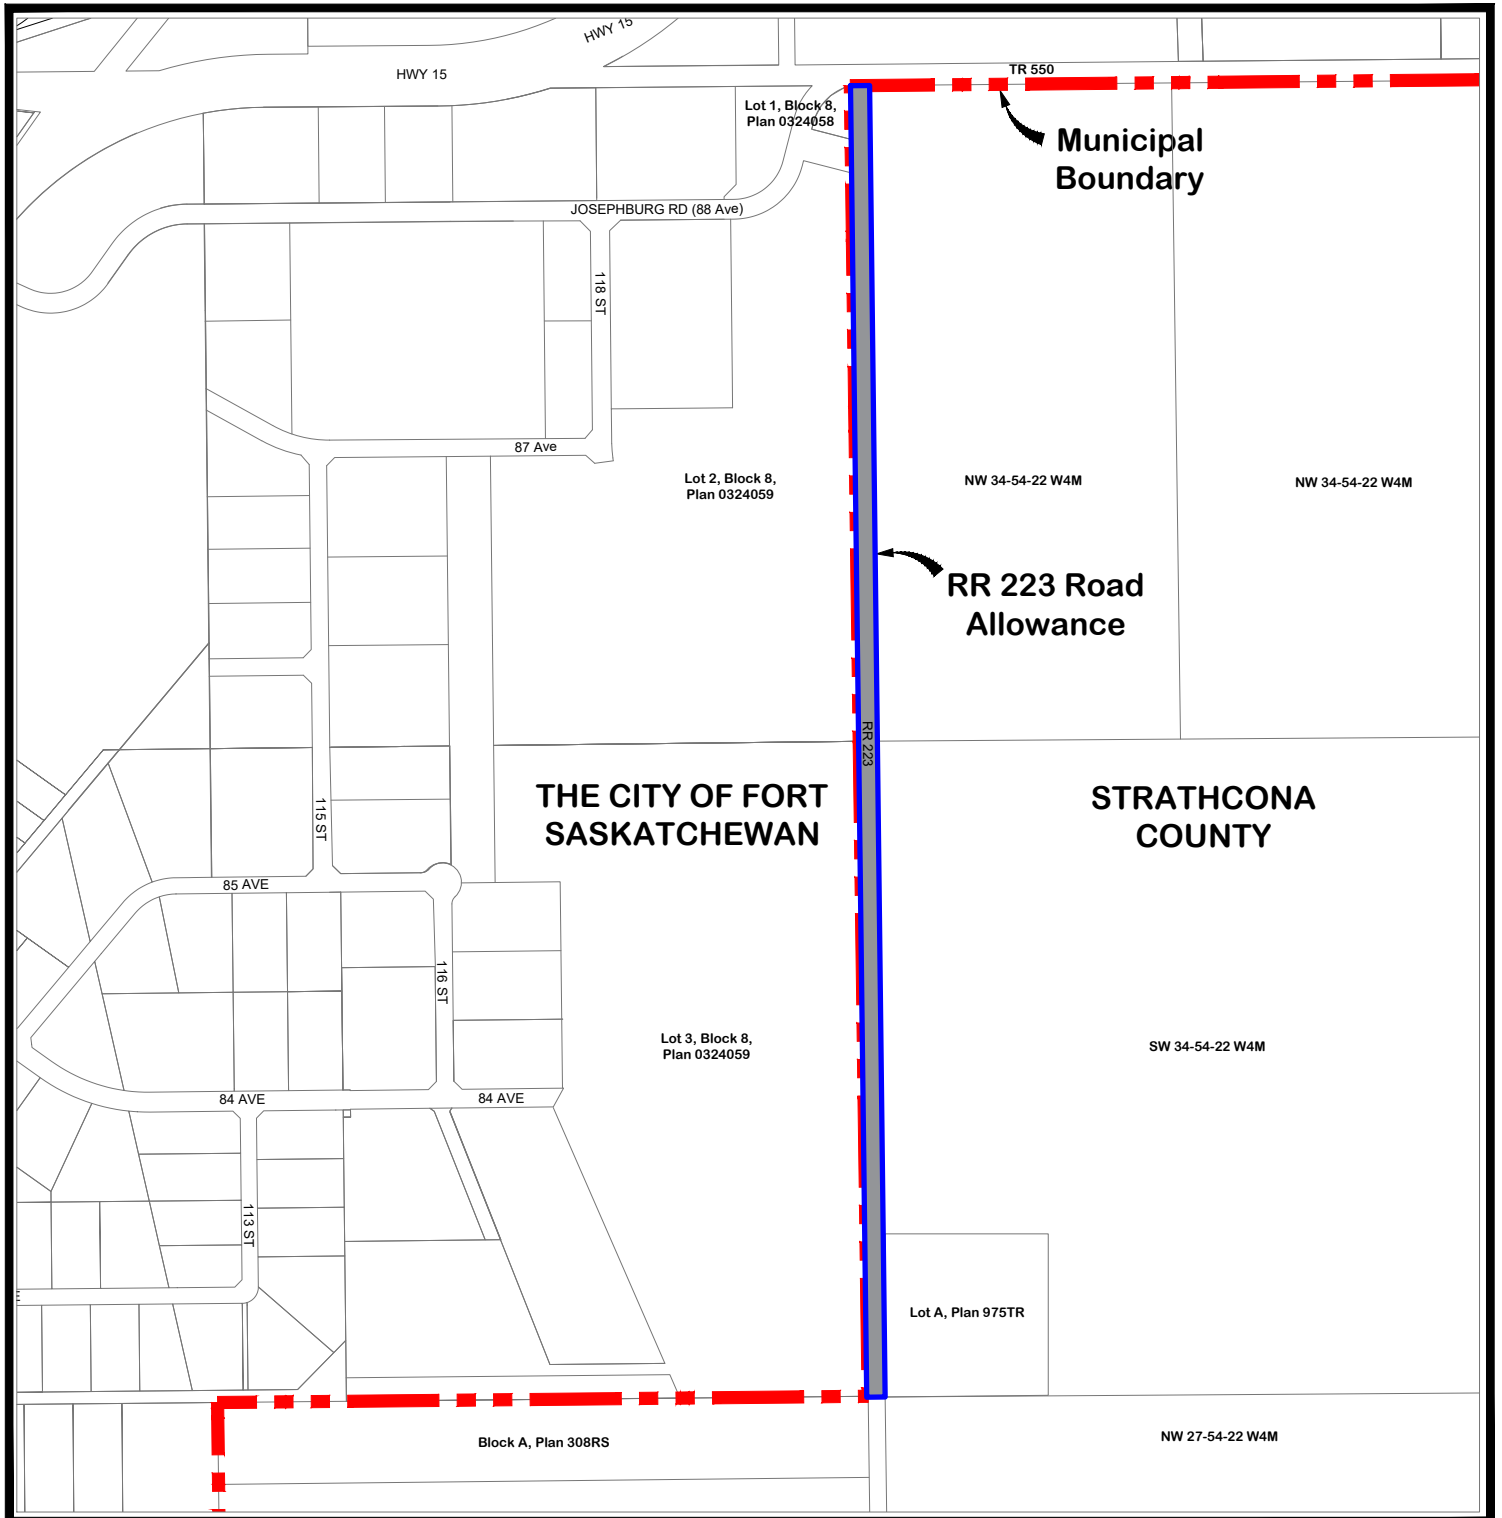 HWY 15
HWY 15
TR 550
Lot 1, Block 8,
Plan 0324058
Municipal
Boundary
JOSEPHBURG RD (88 Ave)
118 ST
87 Ave
Lot 2, Block 8,
Plan 0324059
NW 34-54-22 W4M
NW 34-54-22 W4M
RR 223 Road
Allowance
RR 223
THE CITY OF FORT
SASKATCHEWAN
STRATHCONA
COUNTY
115 ST
85 AVE
116 ST
Lot 3, Block 8,
Plan 0324059
SW 34-54-22 W4M
84 AVE
84 AVE
113 ST
E
Lot A, Plan 975TR
Block A, Plan 308RS
NW 27-54-22 W4M